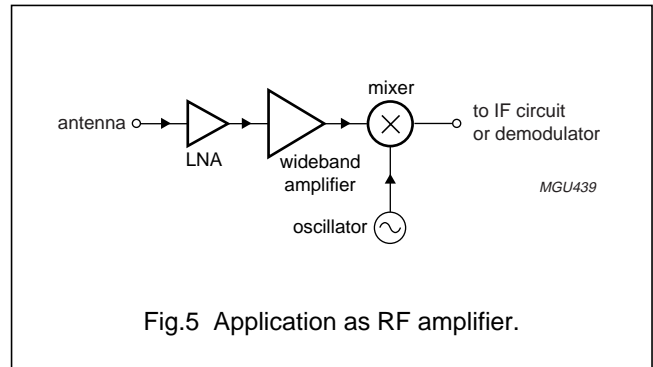 mixer
antenna
to IF circuit
or demodulator
LNA
wideband
amplifier
MGU439
oscillator
Fig.5 Application as RF amplifier.